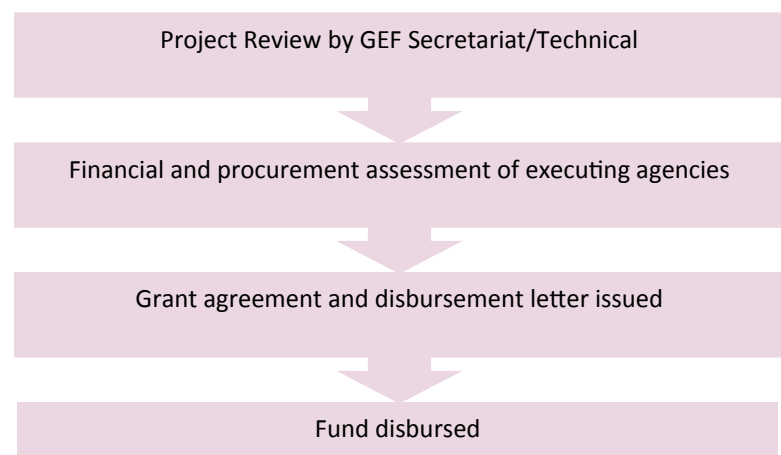 Project Review by GEF Secretariat/Technical
Financial and procurement assessment of executing agencies
Grant agreement and disbursement letter issued
Fund disbursed